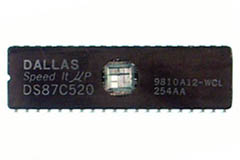 DALLAS
Speed It µP
DS87C520
9810A12-WCL
254AA